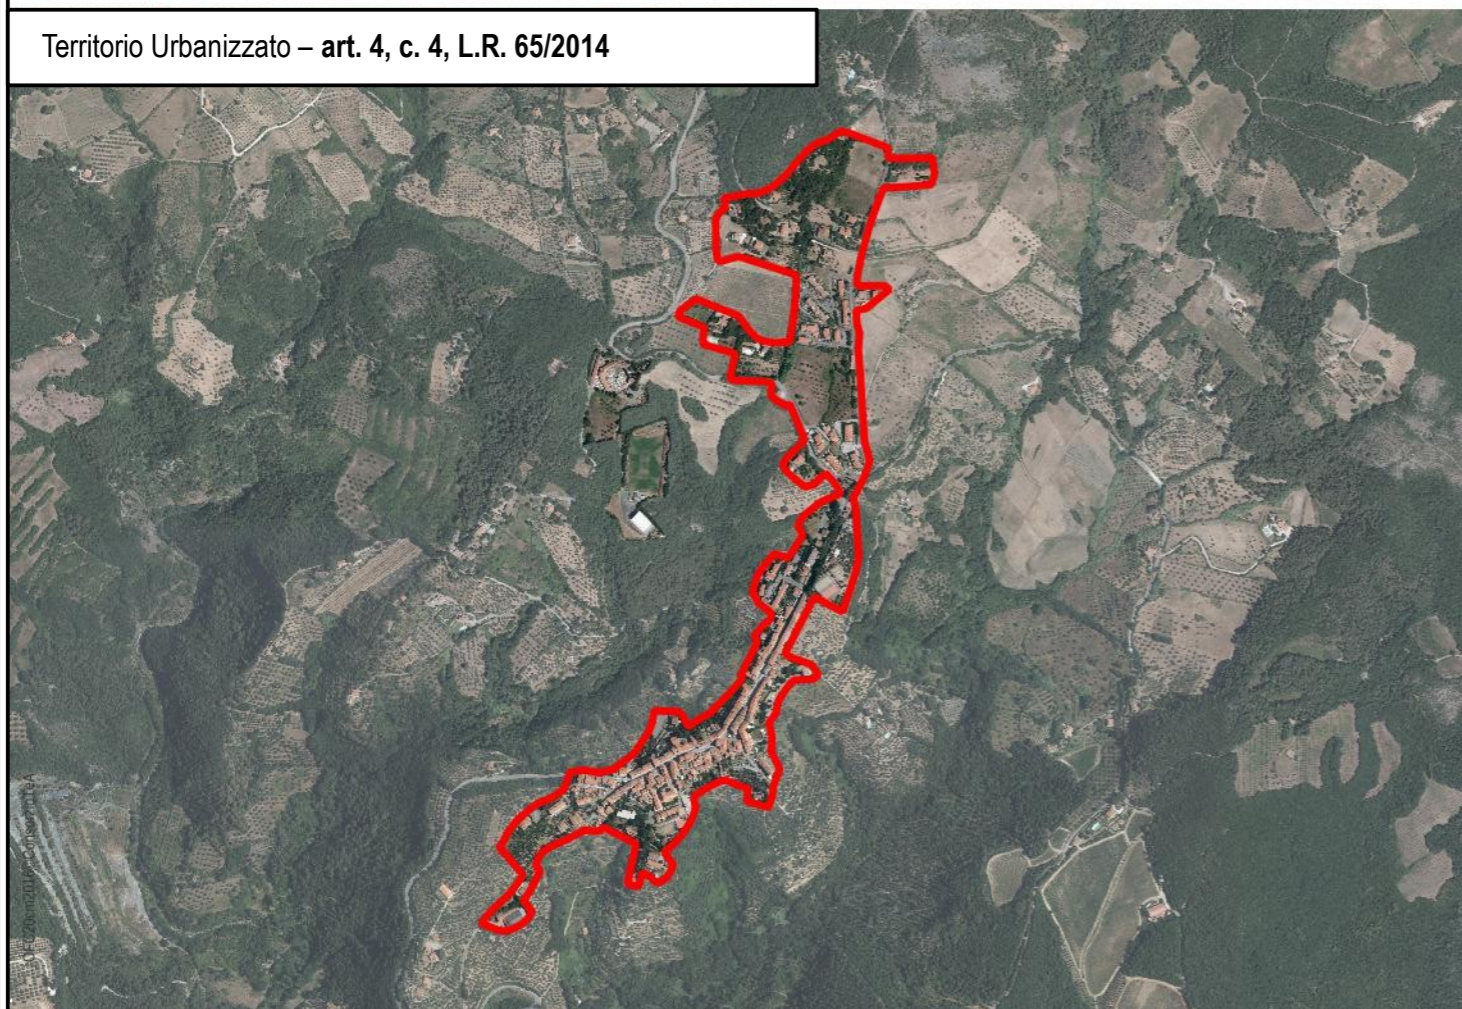 Territorio Urbanizzato – art. 4, c. 4, L.R. 65/2014